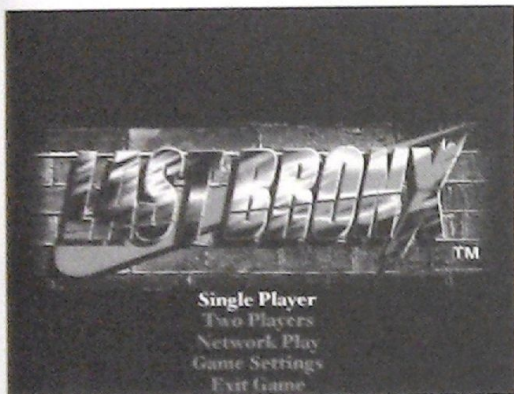 LAST BRONX
TM
Single Player
Two Players
Network Play
Game Settings
Exit Game